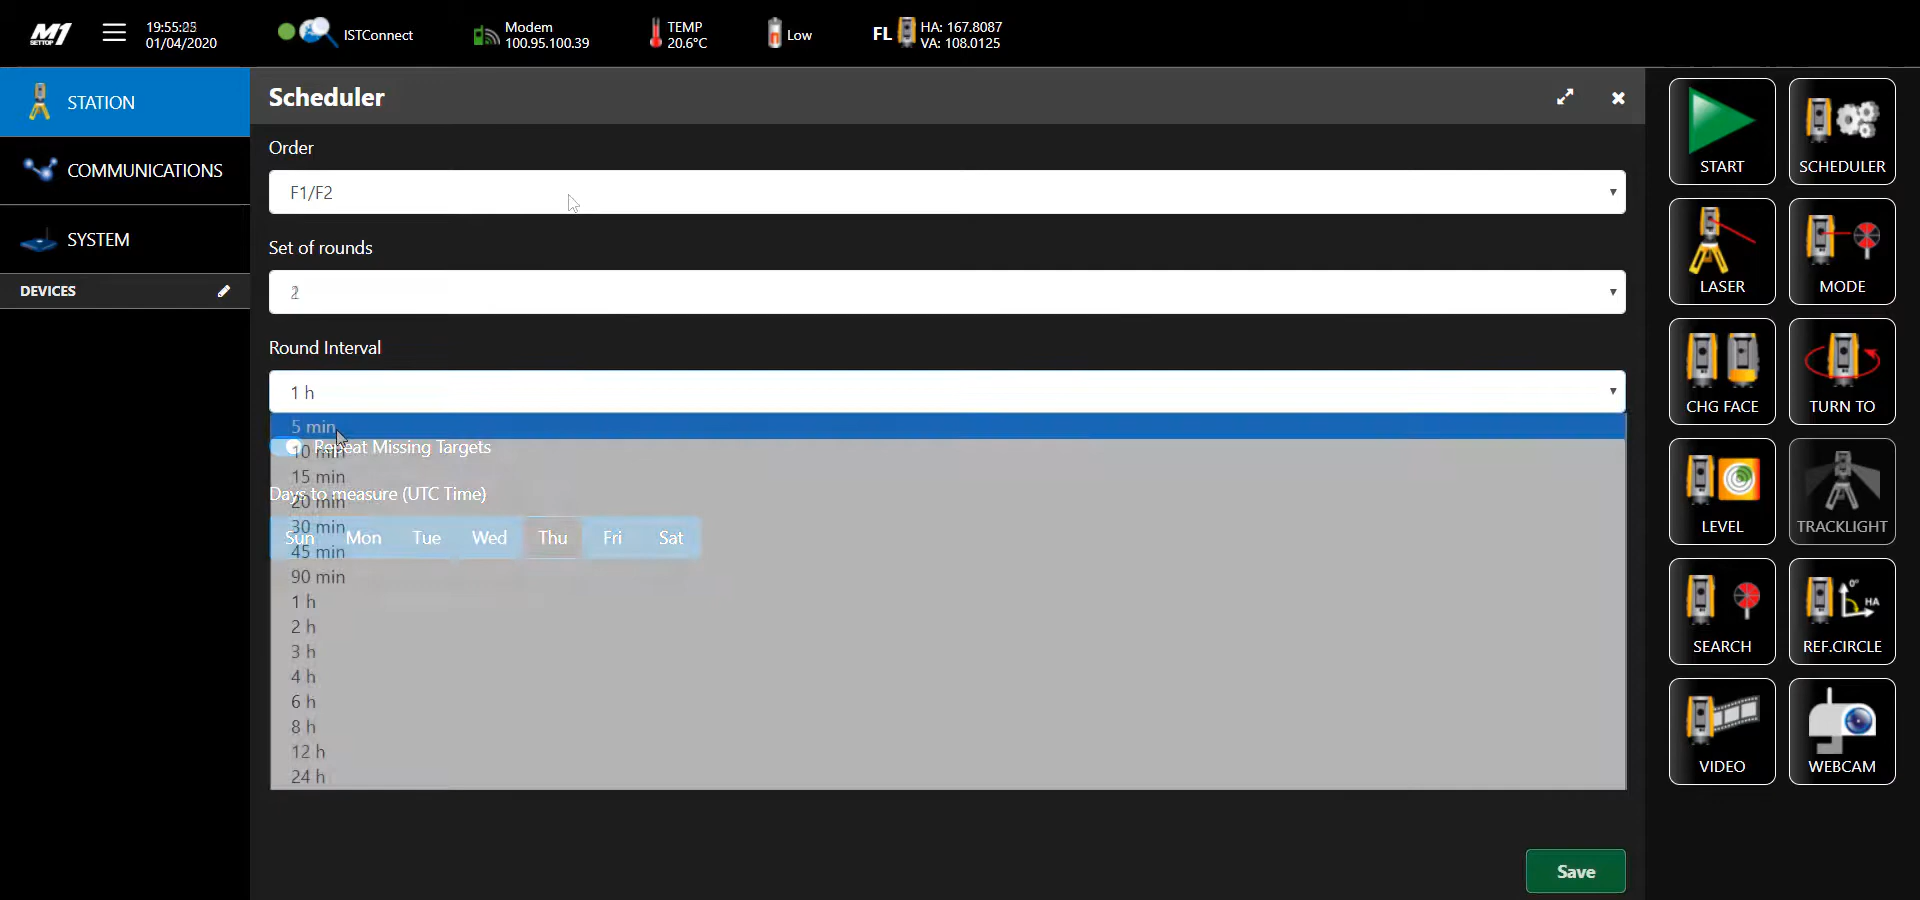 M1
SETTOP
19:55:25
01/04/2020
ISTConnect
Modem
100.95.100.39
TEMP
20.6°C
Low
FL
HA: 167.8087
VA: 108.0125
STATION
COMMUNICATIONS
SYSTEM
DEVICES
Scheduler
Order
F1/F2
Set of rounds
2
Round Interval
1 h
5 min
Repeat Missing Targets
10 min
15 min
Days to measure (UTC Time)
20 min
30 min
Sun Mon Tue Wed Thu Fri Sat
45 min
90 min
1 h
2 h
3 h
4 h
6 h
8 h
12 h
24 h
Save
START
SCHEDULER
LASER
MODE
CHG FACE
TURN TO
LEVEL
TRACKLIGHT
SEARCH
0°
HA
REF.CIRCLE
VIDEO
WEBCAM